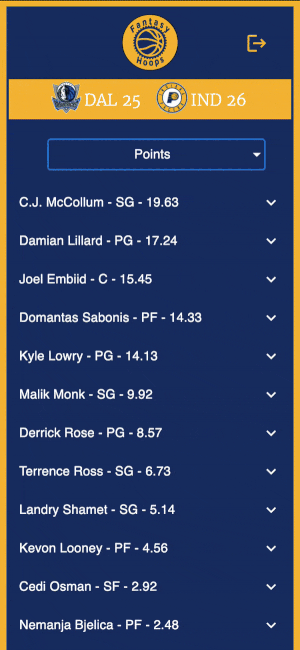 Fantasy
Hoops
DAL 25 IND 26
Points
C.J. McCollum - SG - 19.63
Damian Lillard - PG - 17.24
Joel Embiid - C - 15.45
Domantas Sabonis - PF - 14.33
Kyle Lowry - PG - 14.13
Malik Monk - SG - 9.92
Derrick Rose - PG - 8.57
Terrence Ross - SG - 6.73
Landry Shamet - SG - 5.14
Kevon Looney - PF - 4.56
Cedi Osman - SF - 2.92
Nemanja Bjelica - PF - 2.48